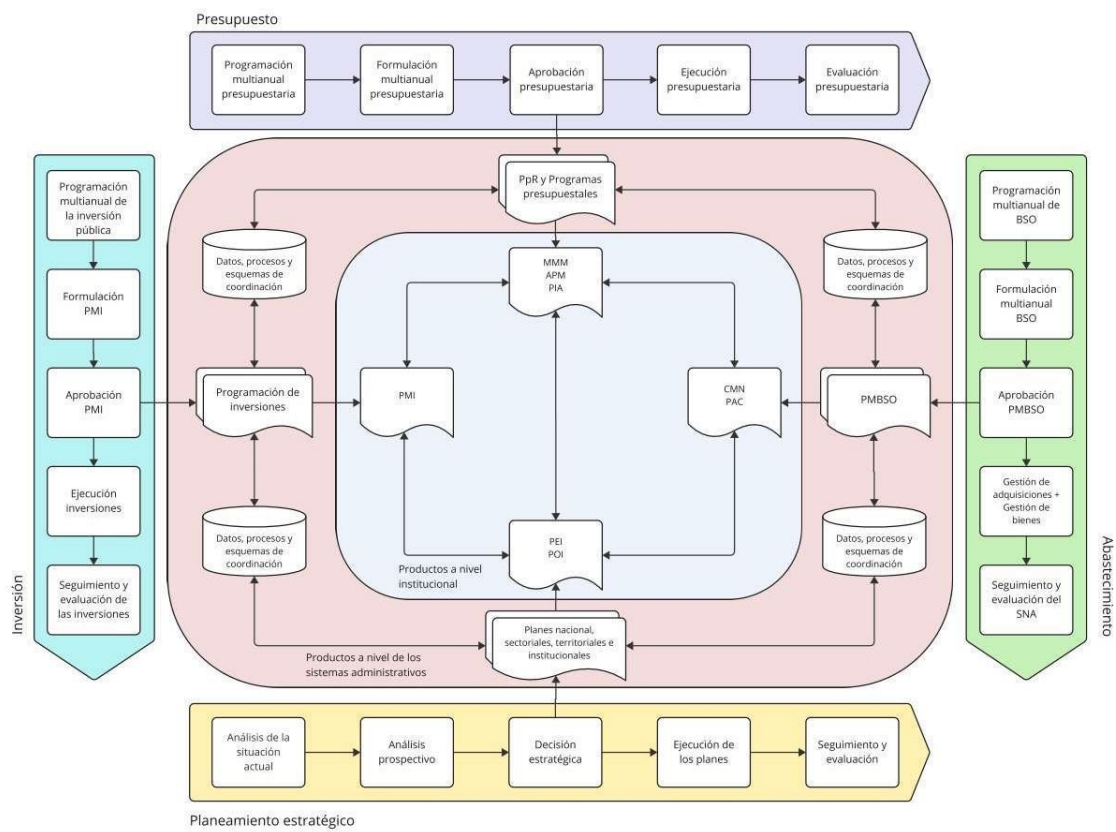 Presupuesto
Programación
multianual
presupuestaria
Formulación
multianual
presupuestaria
Aprobación
presupuestaria
Ejecución
presupuestaria
Evaluación
presupuestaria
Programación
multianual de
la inversión
pública
Formulación
PMI
Aprobación
PMI
Ejecución
inversiones
Seguimiento y
evaluación de
las inversiones
Inversión
PpR y Programas
presupuestales
Datos, procesos y
esquemas de
coordinación
Datos, procesos y
esquemas de
coordinación
MMM
APM
PIA
Programación de
inversiones
PMI
CMN
PAC
PMBSO
Datos, procesos y
esquemas de
coordinación
PEI
POI
Datos, procesos y
esquemas de
coordinación
Productos a nivel
institucional
Planes nacional,
sectoriales, territoriales e
institucionales
Productos a nivel de los
sistemas administrativos
Programación
multianual de
BSO
Formulación
multianual
BSO
Aprobación
PMBSO
Gestión de
adquisiciones +
Gestión de
bienes
Seguimiento y
evaluación del
SNA
Abastecimiento
Análisis de la
situación
actual
Análisis
prospectivo
Decisión
estratégica
Ejecución de
los planes
Seguimiento y
evaluación
Planeamiento estratégico